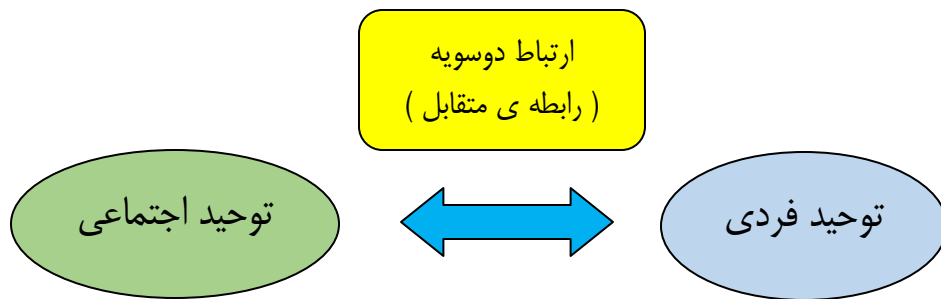 ارتباط دوسویه
( رابطه ی متقابل )
توحید فردی
توحید اجتماعی